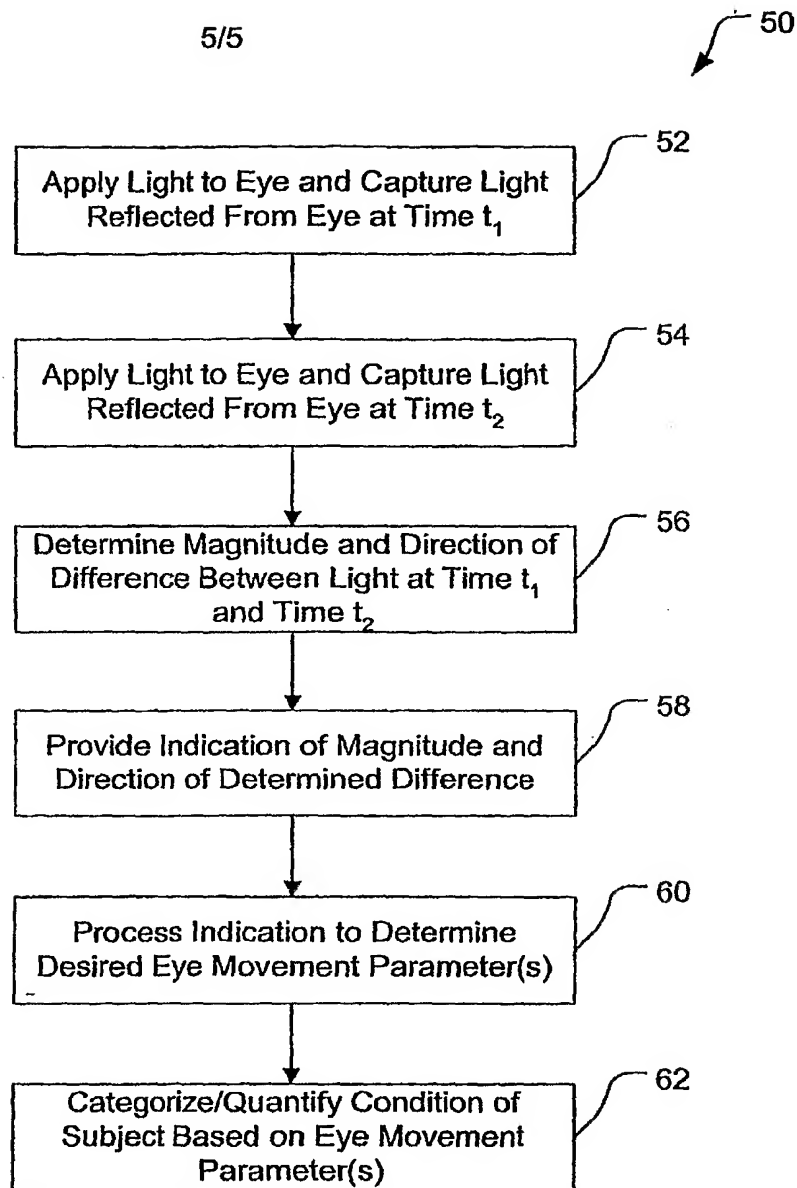 5/5
50
52
Apply Light to Eye and Capture Light
Reflected From Eye at Time t₁
54
Apply Light to Eye and Capture Light
Reflected From Eye at Time t₂
56
Determine Magnitude and Direction of
Difference Between Light at Time t₁
and Time t₂
58
Provide Indication of Magnitude and
Direction of Determined Difference
60
Process Indication to Determine
Desired Eye Movement Parameter(s)
62
Categorize/Quantify Condition of
Subject Based on Eye Movement
Parameter(s)